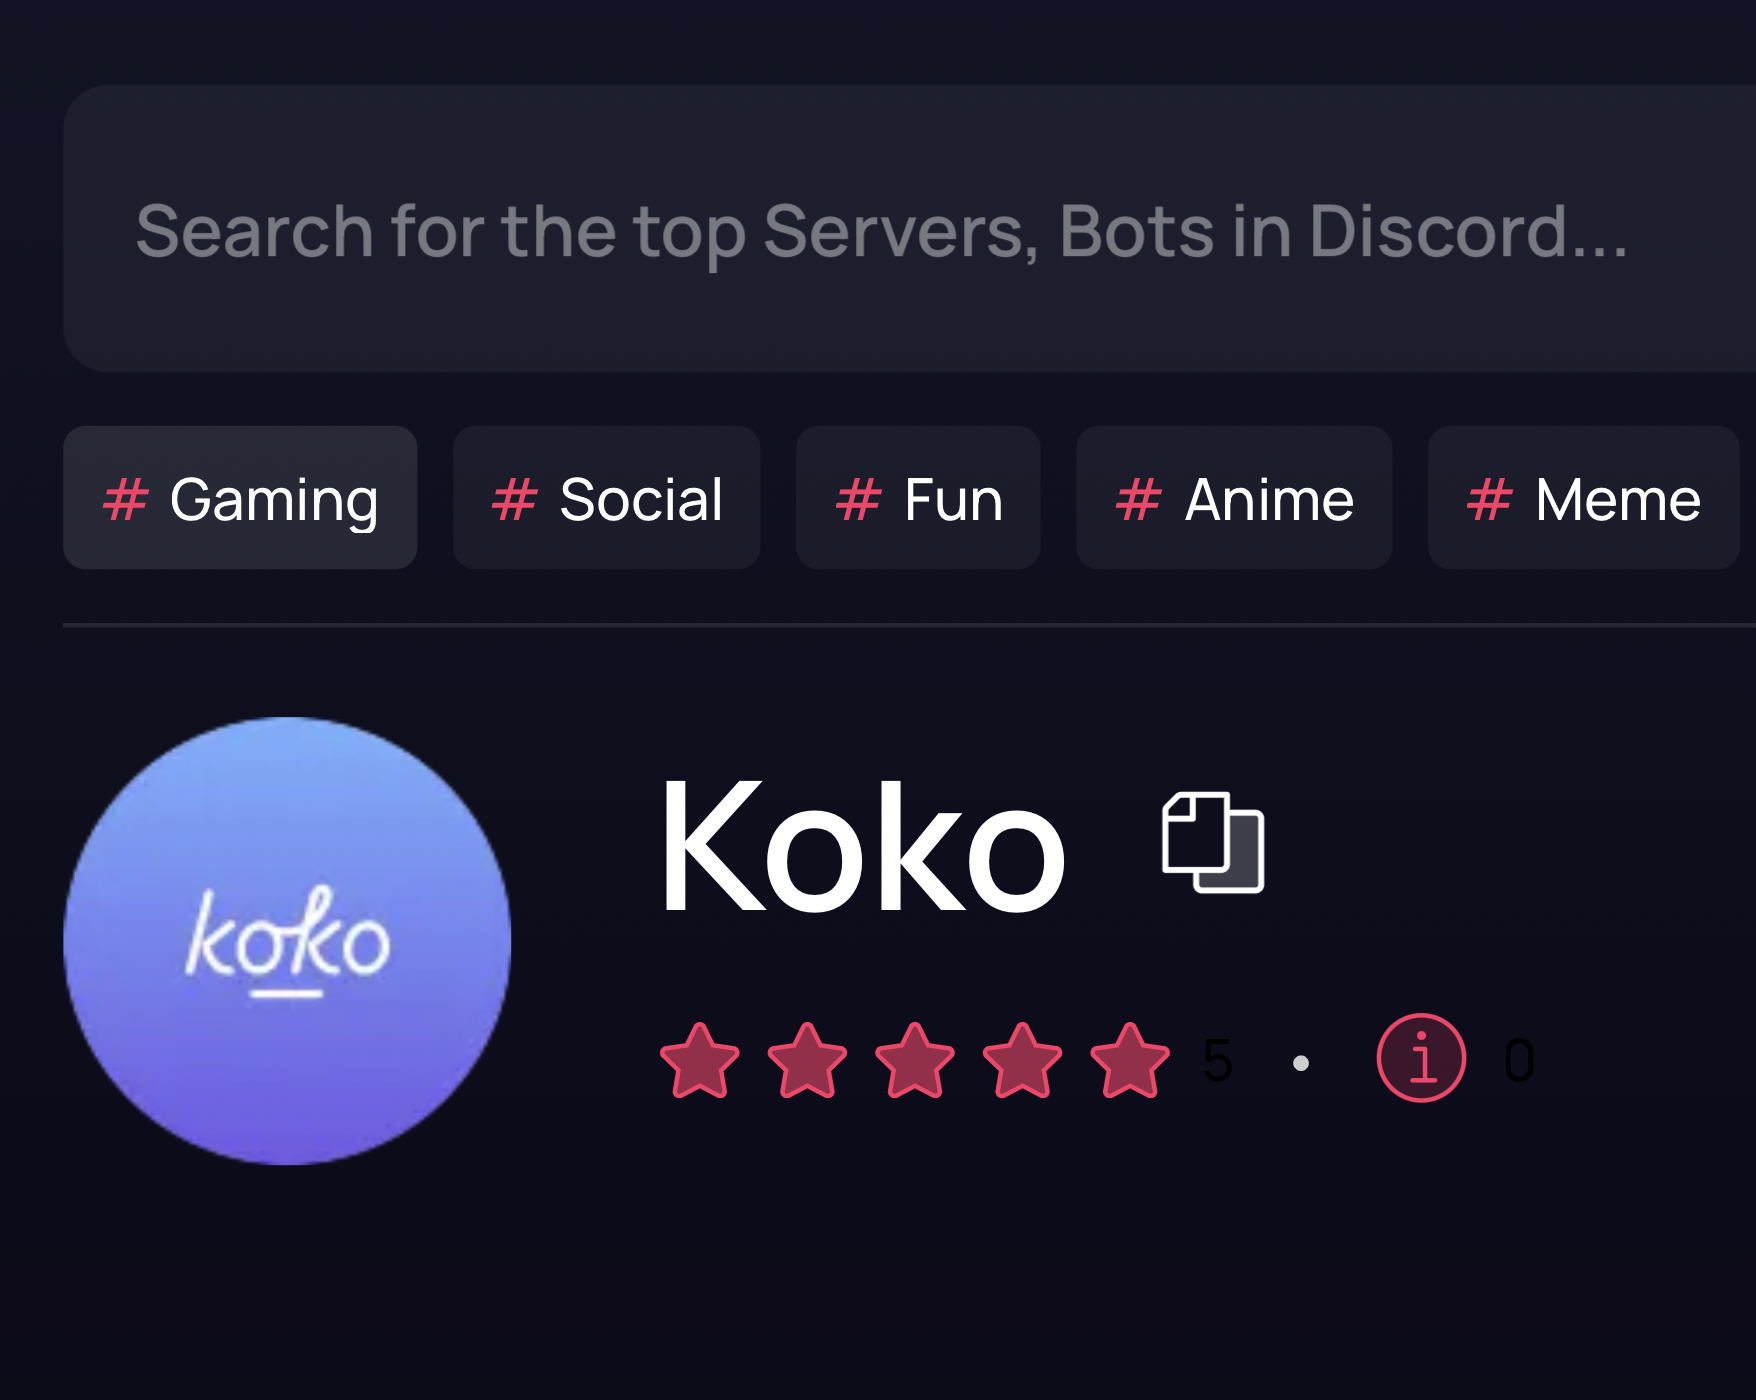 Search for the top Servers, Bots in Discord...
# Gaming # Social # Fun # Anime # Meme
koko
Koko
5 • i 0